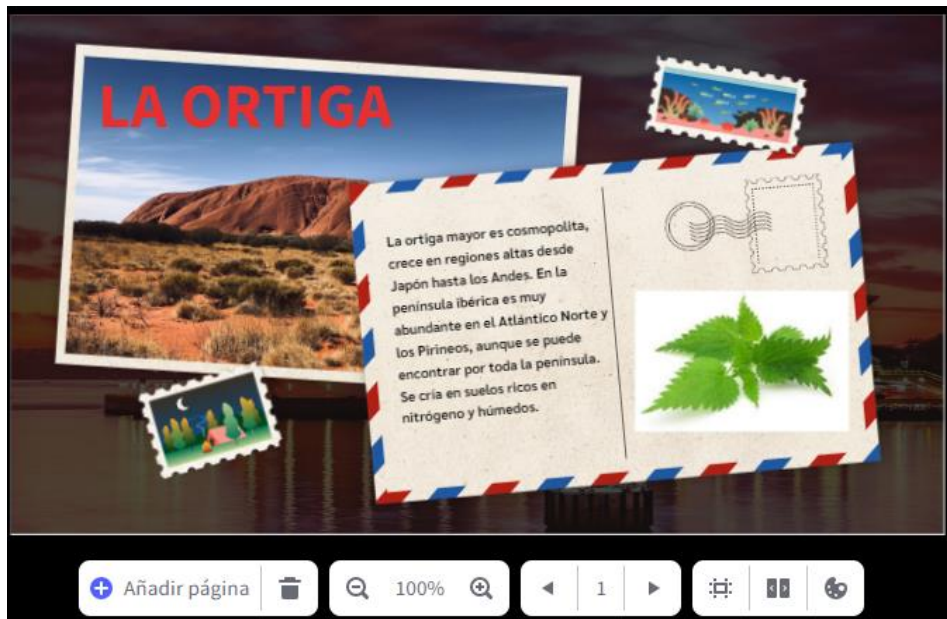 LA ORTIGA
La ortiga mayor es cosmopolita,
crece en regiones altas desde
Japón hasta los Andes. En la
península ibérica es muy
abundante en el Atlántico Norte y
los Pirineos, aunque se puede
encontrar por toda la península.
Se cría en suelos ricos en
nitrógeno y húmedos.
Añadir página
100%
1